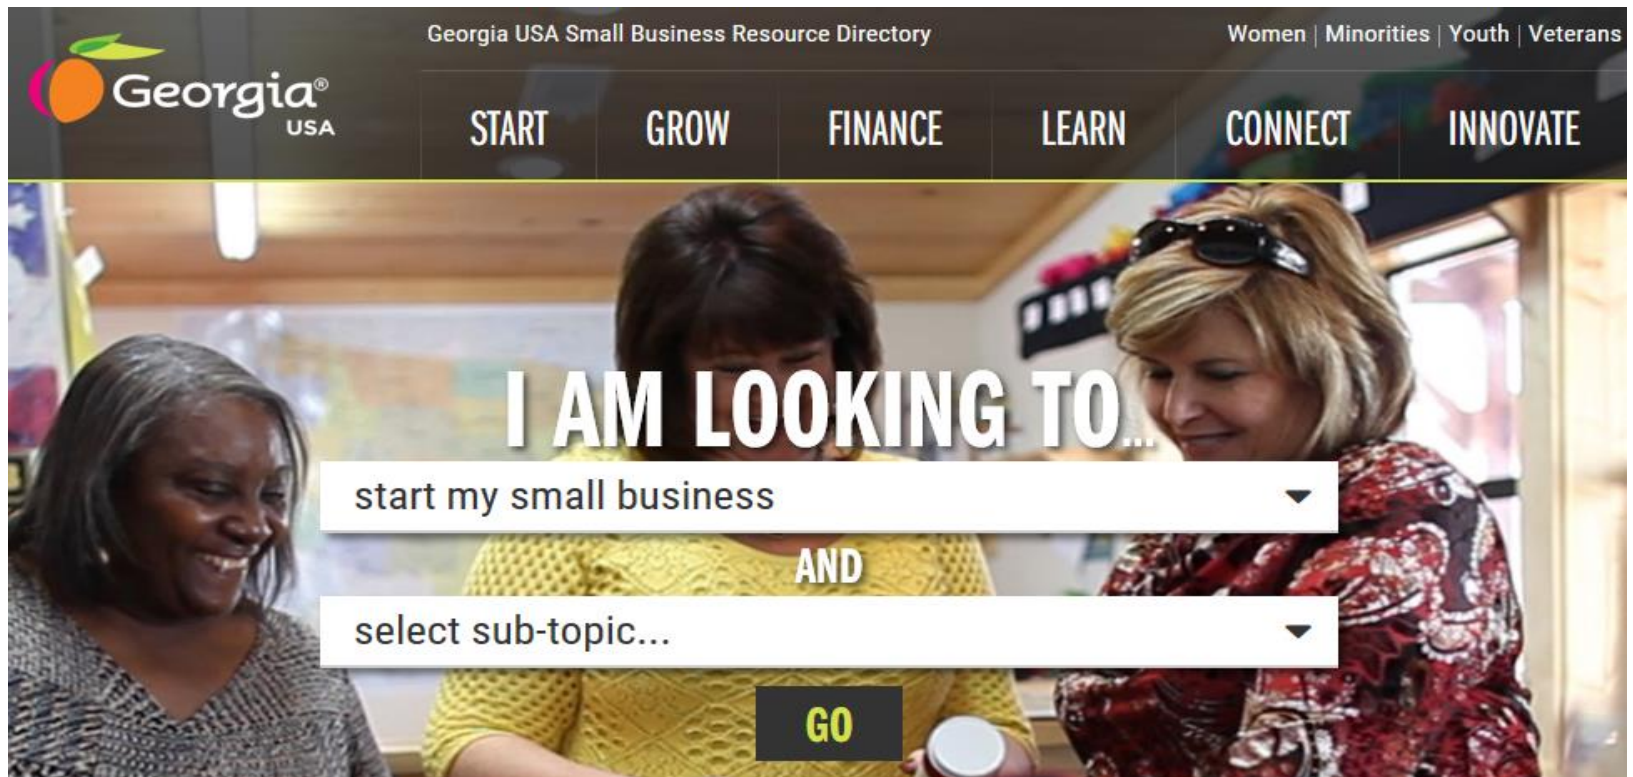 Georgia USA Small Business Resource Directory
Women | Minorities | Youth | Veterans
Georgia®
USA
START GROW FINANCE LEARN CONNECT INNOVATE
I AM LOOKING TO...
start my small business
AND
select sub-topic...
GO